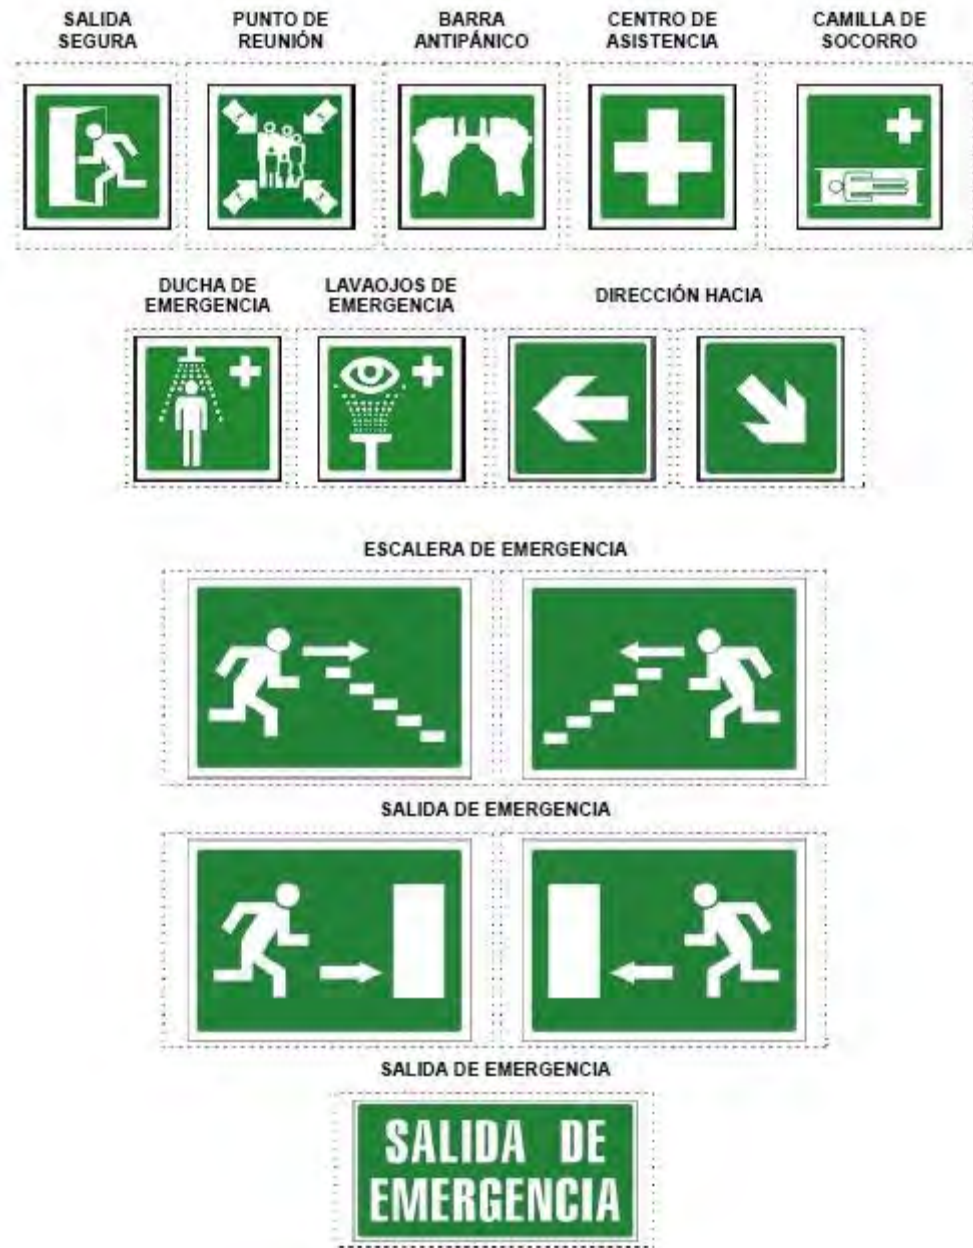 SALIDA
SEGURA
PUNTO DE
REUNIÓN
BARRA
ANTIPÁNICO
CENTRO DE
ASISTENCIA
CAMILLA DE
SOCORRO
DUCHA DE
EMERGENCIA
LAVAOJOS DE
EMERGENCIA
DIRECCIÓN HACIA
ESCALERA DE EMERGENCIA
SALIDA DE EMERGENCIA
SALIDA DE EMERGENCIA
SALIDA DE
EMERGENCIA